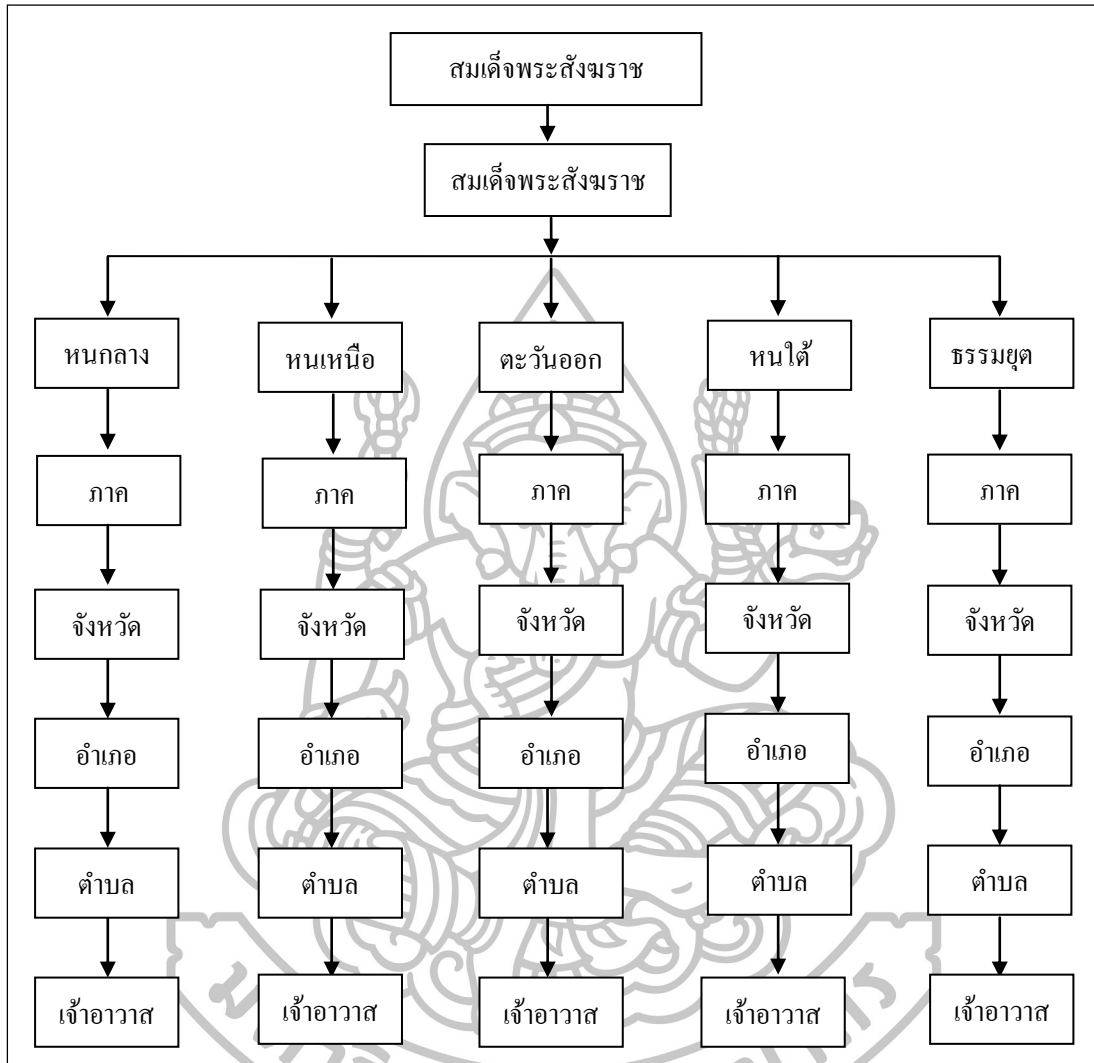 สมเด็จพระสังฆราช
สมเด็จพระสังฆราช
หนกลาง หนเหนือ ตะวันออก หนใต้ ธรรมยุต
ภาค ภาค ภาค ภาค ภาค
จังหวัด จังหวัด จังหวัด จังหวัด จังหวัด
อำเภอ อำเภอ อำเภอ อำเภอ อำเภอ
ตำบล ตำบล ตำบล ตำบล ตำบล
เจ้าอาวาส เจ้าอาวาส เจ้าอาวาส เจ้าอาวาส เจ้าอาวาส